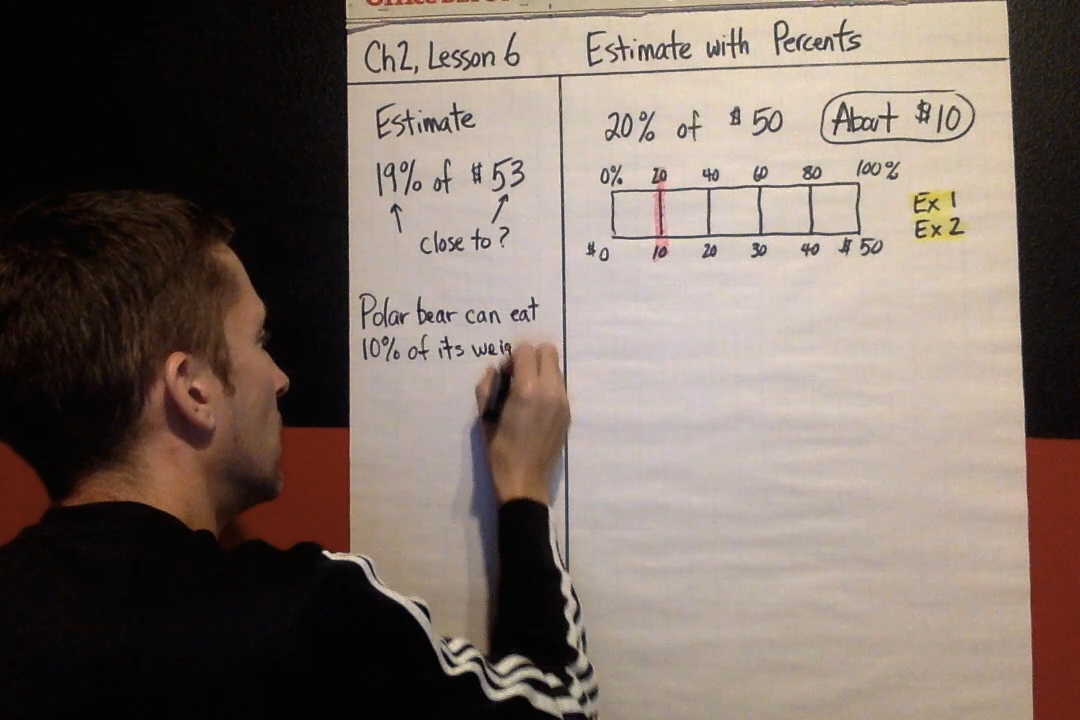 Ch2, Lesson 6
Estimate with Percents
Estimate
19% of $53
close to?
Polar bear can eat
10% of its
20% of $50
About $10
0% 20 40 60 80 100%
$0 10 20 30 40 $50
Ex 1
Ex 2